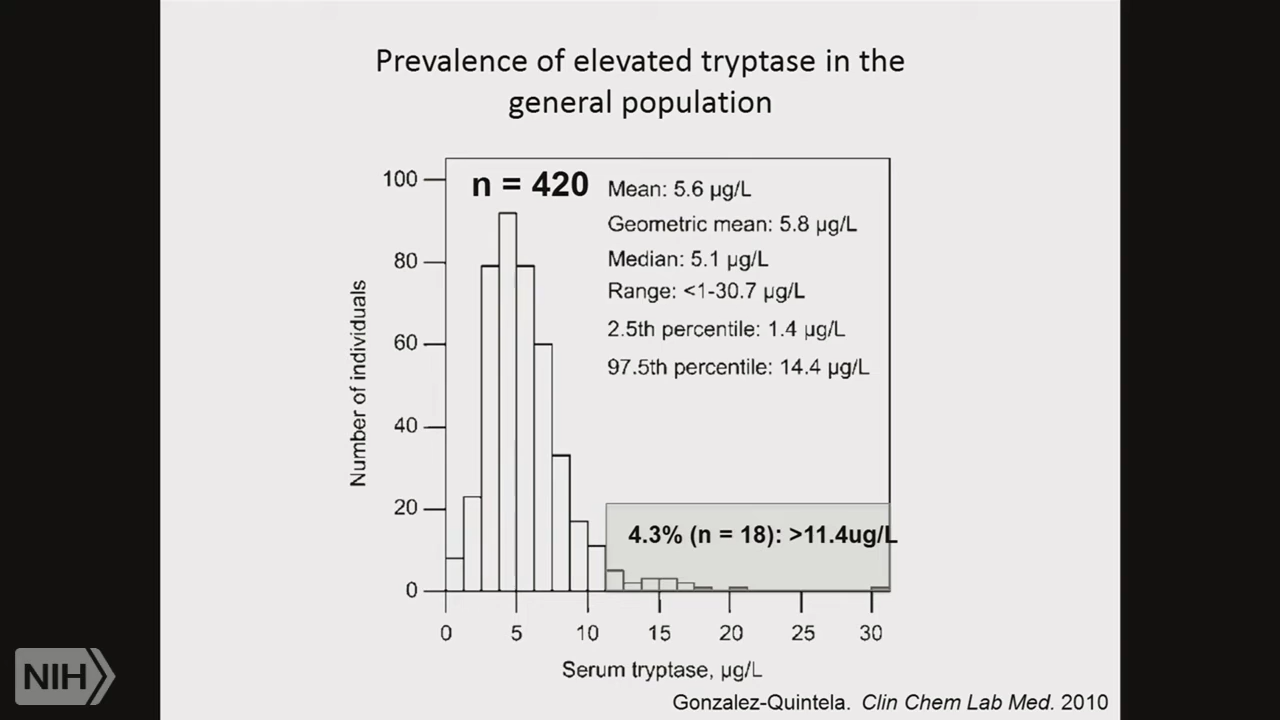 Prevalence of elevated tryptase in the
general population
n = 420
Mean: 5.6 µg/L
Geometric mean: 5.8 µg/L
Median: 5.1 µg/L
Range: <1-30.7 µg/L
2.5th percentile: 1.4 µg/L
97.5th percentile: 14.4 µg/L
100
80
60
40
20
0
Number of individuals
4.3% (n = 18): >11.4ug/L
0 5 10 15 20 25 30
Serum tryptase, µg/L
Gonzalez-Quintela. Clin Chem Lab Med. 2010
NIH